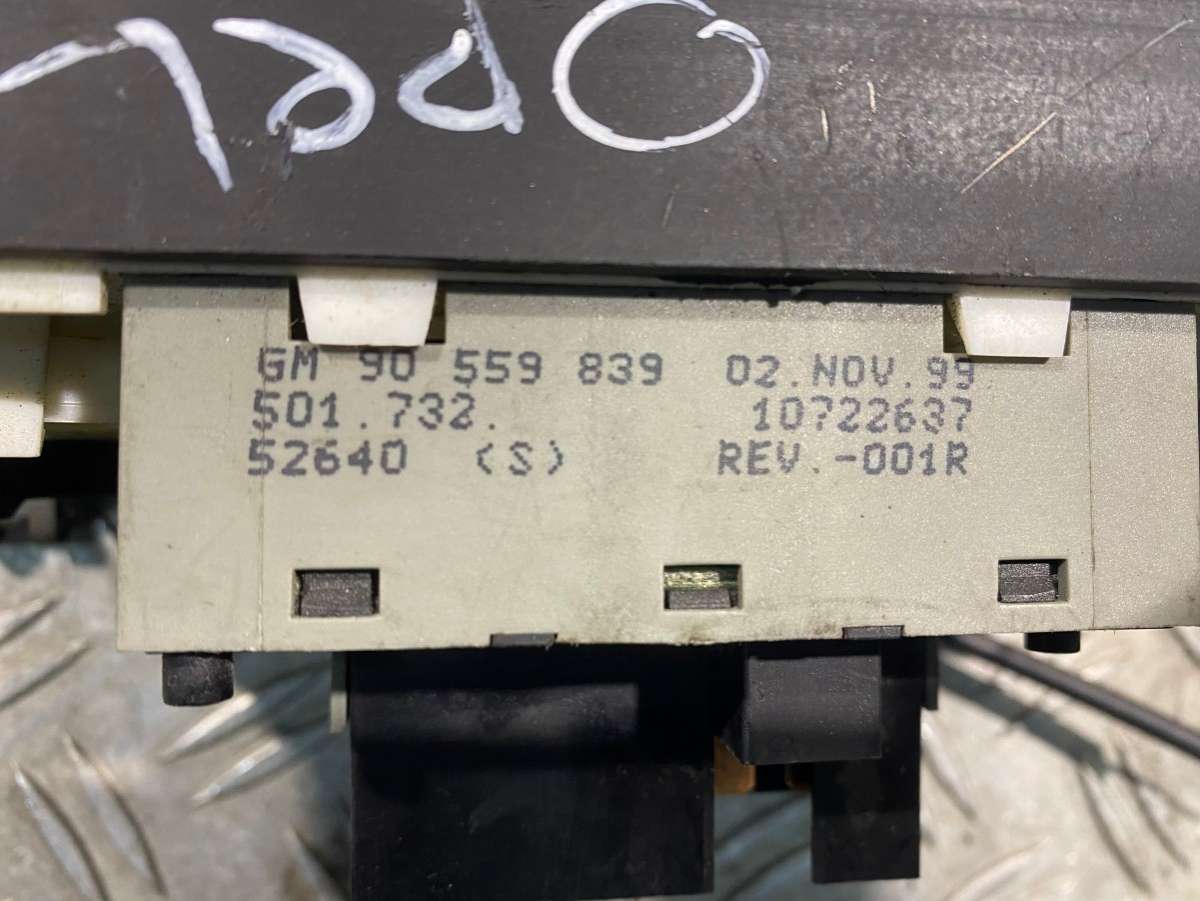 OPEL
GM 90 559 839 02.NOV.99
501.732. 10722637
52640 (S) REV.-001R